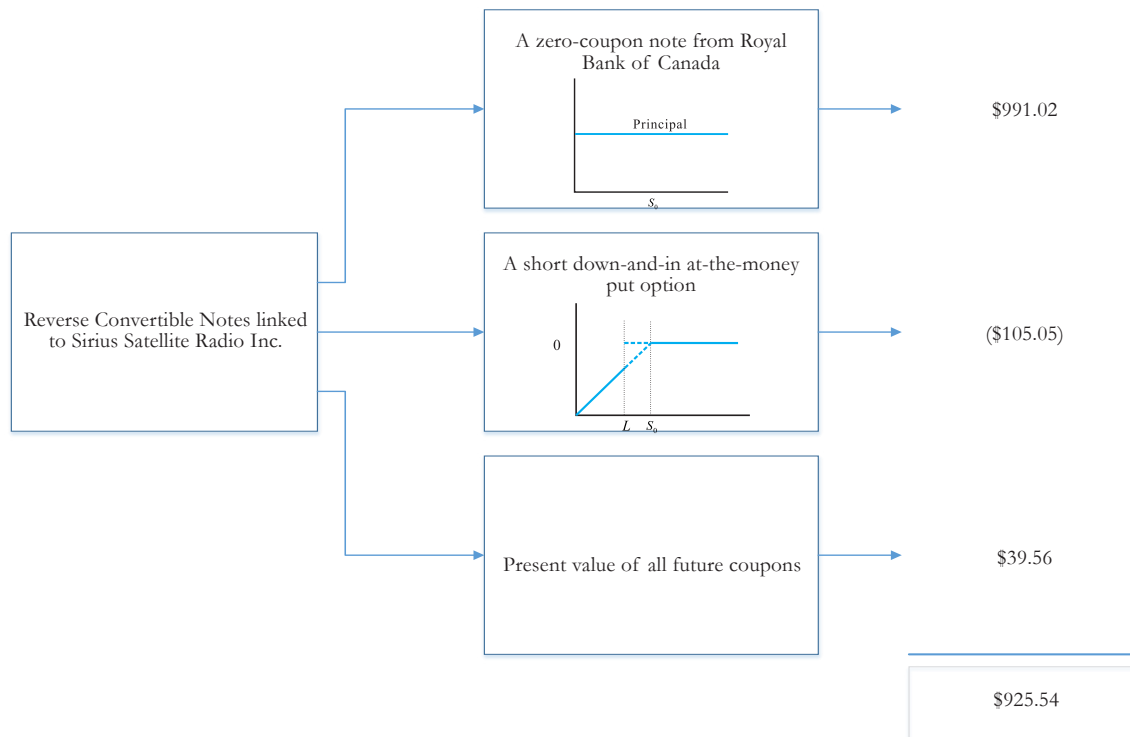 A zero-coupon note from Royal
Bank of Canada
Principal
S₀
$991.02
Reverse Convertible Notes linked
to Sirius Satellite Radio Inc.
A short down-and-in at-the-money
put option
0
L S₀
($105.05)
Present value of all future coupons
$39.56
$925.54